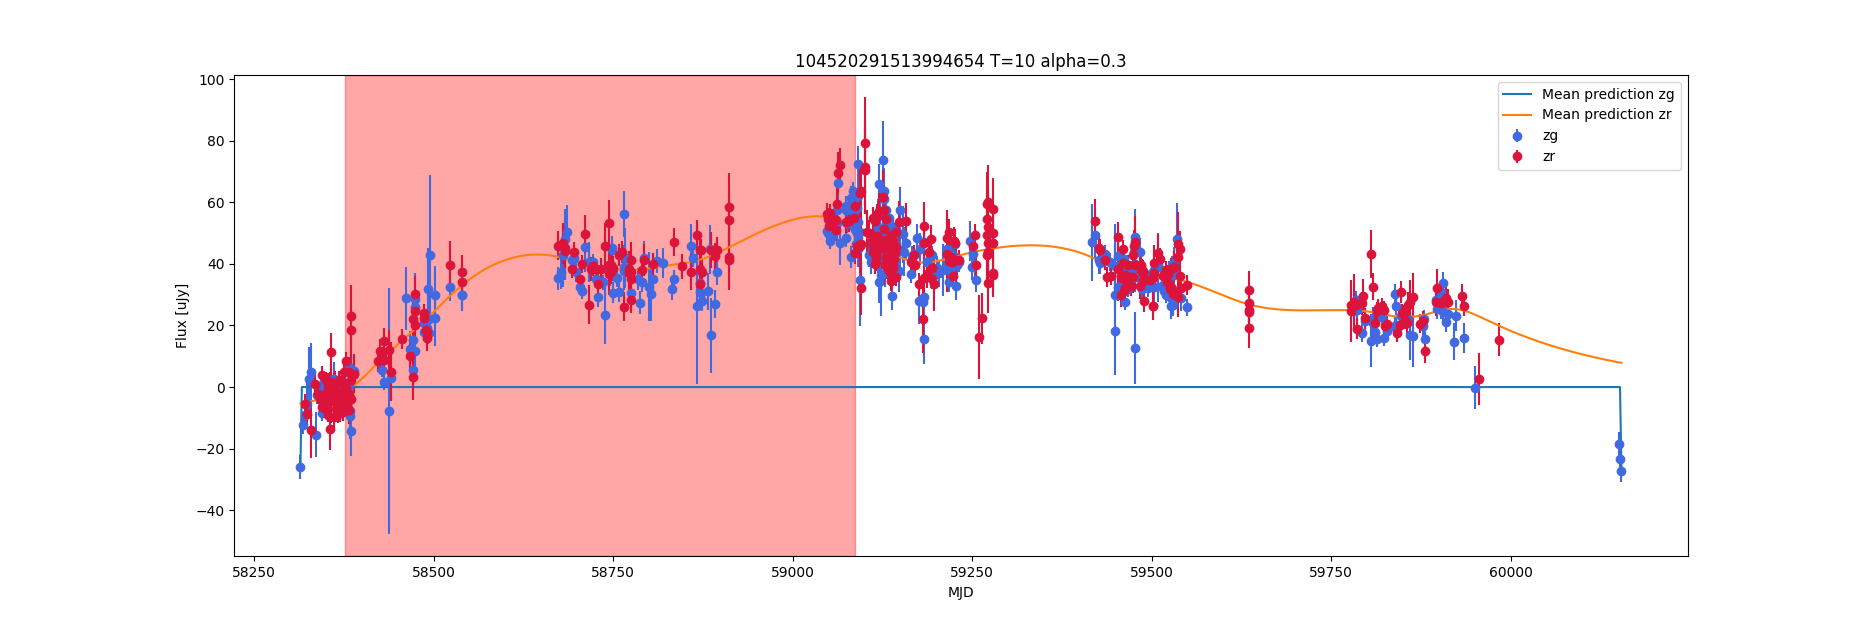 104520291513994654 T=10 alpha=0.3
Mean prediction zg
Mean prediction zr
zg
zr
Flux [uJy]
100
80
60
40
20
0
−20
−40
58250 58500 58750 59000 59250 59500 59750 60000
MJD